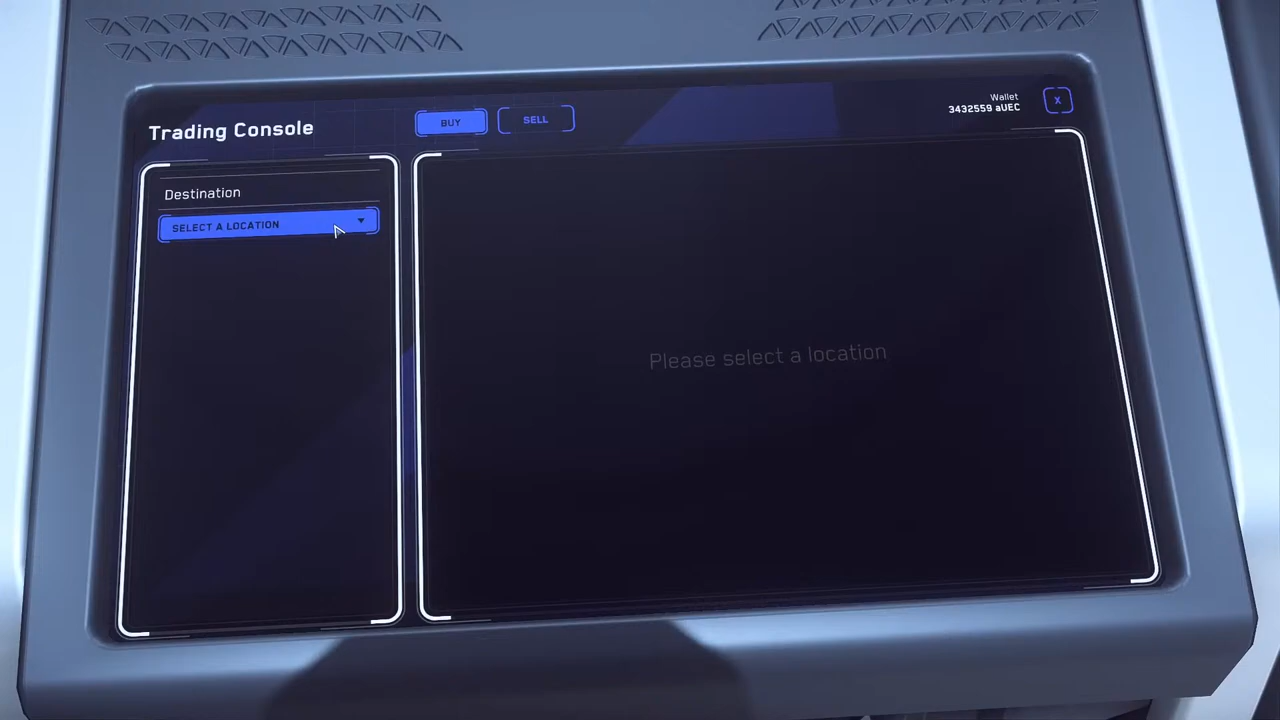 Trading Console
BUY
SELL
Wallet
3432559 aUEC
X
Destination
SELECT A LOCATION
Please select a location